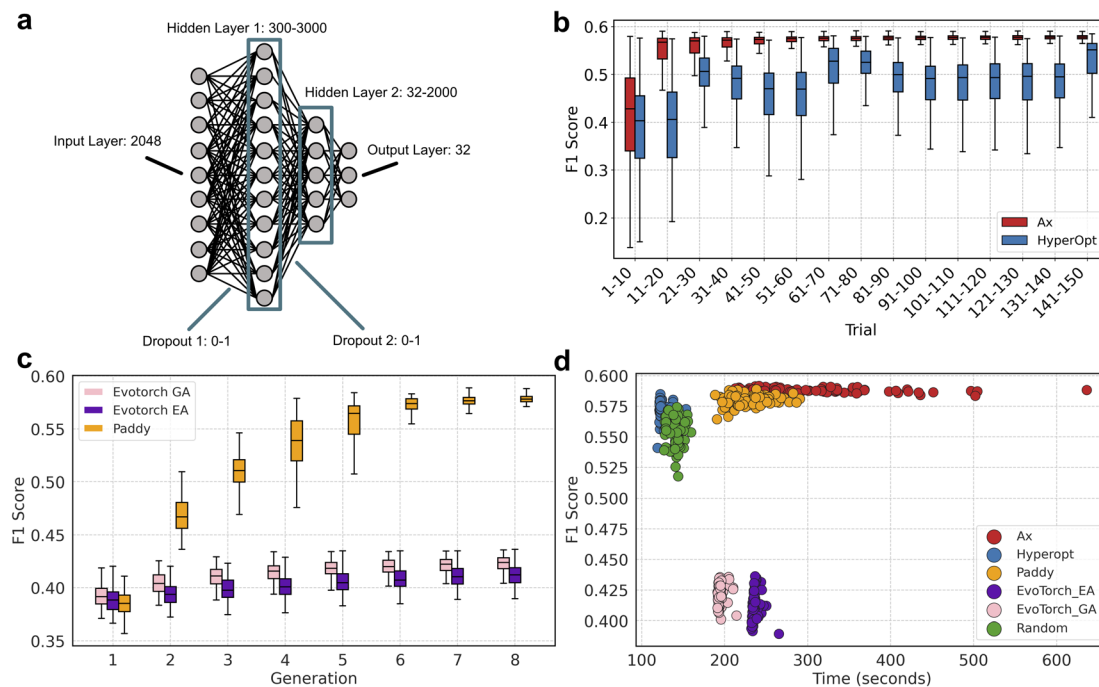 a
Hidden Layer 1: 300-3000
Hidden Layer 2: 32-2000
Input Layer: 2048
Output Layer: 32
Dropout 1: 0-1
Dropout 2: 0-1
b
F1 Score
0.6
0.5
0.4
0.3
0.2
Ax
HyperOpt
1-10
11-20
21-30
31-40
41-50
51-60
61-70
71-80
81-90
91-100
101-110
111-120
121-130
131-140
141-150
Trial
c
F1 Score
0.60
0.55
0.50
0.45
0.40
0.35
Evotorch GA
Evotorch EA
Paddy
1 2 3 4 5 6 7 8
Generation
d
F1 Score
0.600
0.575
0.550
0.525
0.500
0.475
0.450
0.425
0.400
Ax
Hyperopt
Paddy
EvoTorch_EA
EvoTorch_GA
Random
100 200 300 400 500 600
Time (seconds)